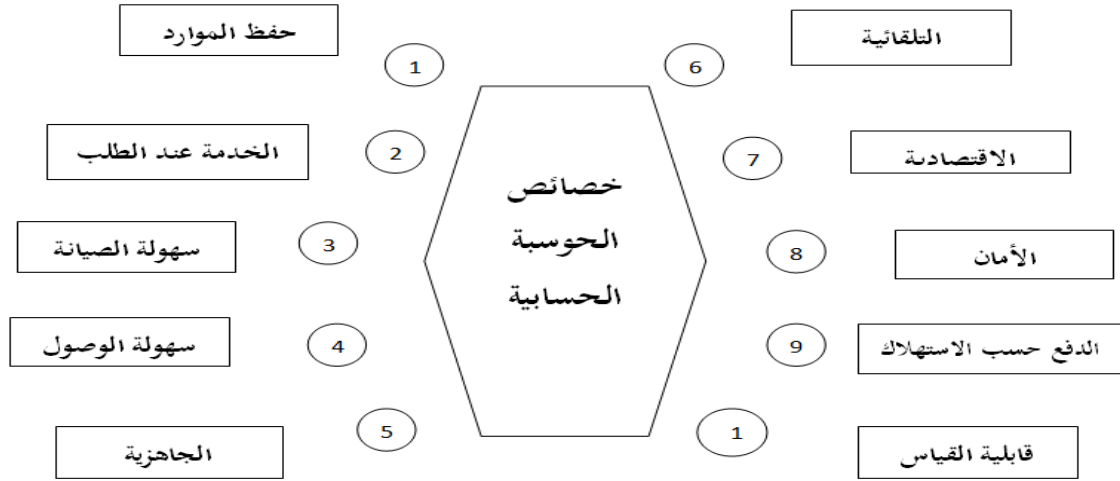 حفظ الموارد
1
الخدمة عند الطلب
2
سهولة الصيانة
3
سهولة الوصول
4
الجاهزية
5
خصائص
الحوسبة
الحسابية
6
التلقائية
7
الاقتصادية
8
الأمان
9
الدفع حسب الاستهلاك
1
قابلية القياس